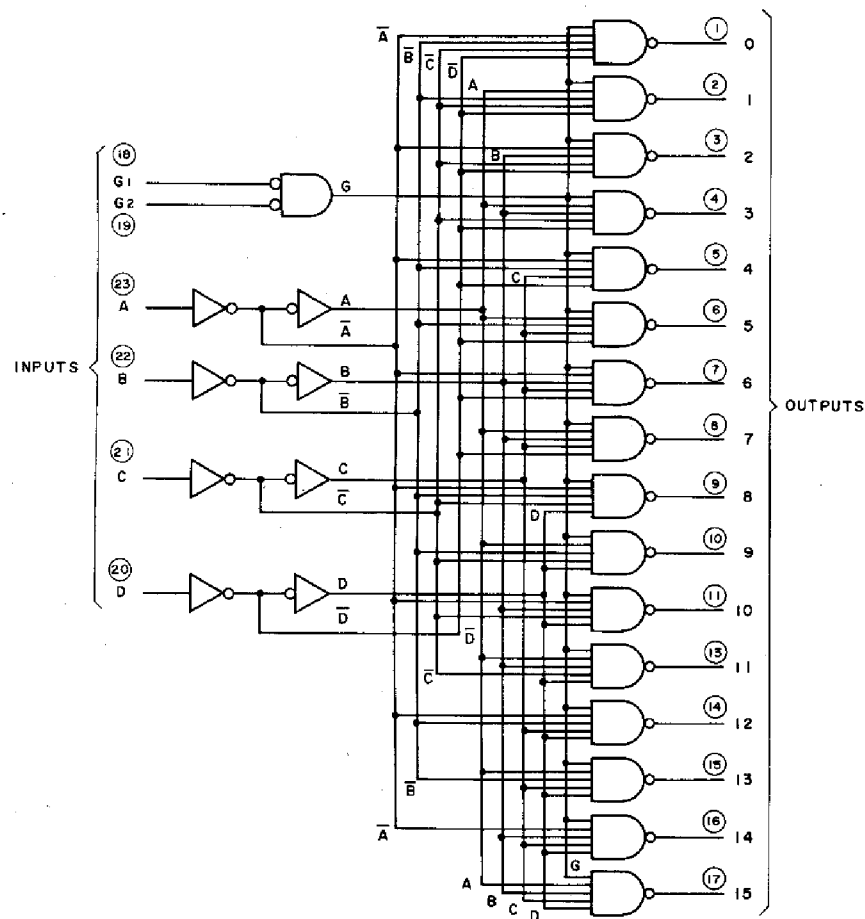 A̅
B̅
C̅
D̅
A
① 0
② 1
B
③ 2
⑱
G1
G
④ 3
G2
⑲
⑤ 4
C
㉓
A
A
A̅
⑥ 5
INPUTS
㉒
B
B
B̅
⑦ 6
OUTPUTS
⑧ 7
㉑
C
C
C̅
⑨ 8
D
⑩ 9
⑳
D
D
D̅
D̅
⑪ 10
C̅
⑬ 11
⑭ 12
B̅
⑮ 13
A̅
⑯ 14
G
A
B
C
D
⑰ 15